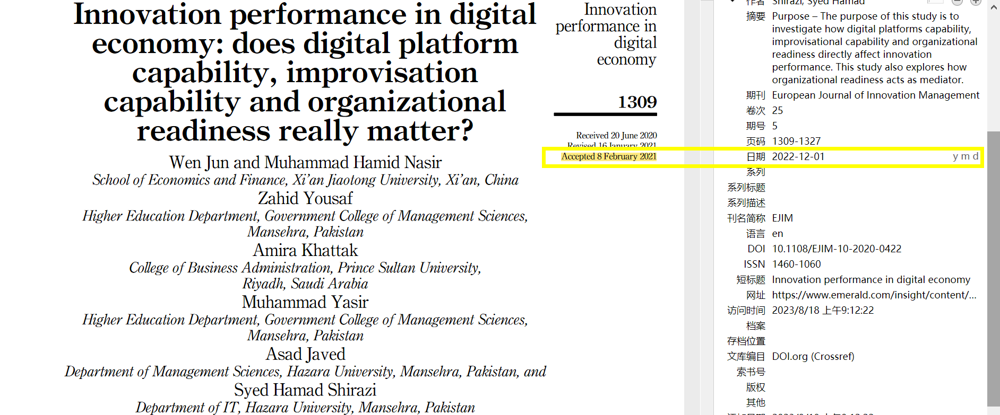 Innovation performance in digital
economy: does digital platform
capability, improvisation
capability and organizational
readiness really matter?
Wen Jun and Muhammad Hamid Nasir
School of Economics and Finance, Xi’an Jiaotong University, Xi’an, China
Zahid Yousaf
Higher Education Department, Government College of Management Sciences,
Mansehra, Pakistan
Amira Khattak
College of Business Administration, Prince Sultan University,
Riyadh, Saudi Arabia
Muhammad Yasir
Higher Education Department, Government College of Management Sciences,
Mansehra, Pakistan
Asad Javed
Department of Management Sciences, Hazara University, Mansehra, Pakistan, and
Syed Hamad Shirazi
Department of IT, Hazara University, Mansehra, Pakistan
Innovation
performance in
digital
economy
1309
Received 20 June 2020
Revised 16 January 2021
Accepted 8 February 2021
作者 Shirazi, Syed Hamad
摘要 Purpose – The purpose of this study is to
investigate how digital platforms capability,
improvisational capability and organizational
readiness directly affect innovation
performance. This study also explores how
organizational readiness acts as mediator.
期刊 European Journal of Innovation Management
卷次 25
期号 5
页码 1309-1327
日期 2022-12-01 y m d
系列
系列标题
系列描述
刊名简称 EJIM
语言 en
DOI 10.1108/EJIM-10-2020-0422
ISSN 1460-1060
短标题 Innovation performance in digital economy
网址 https://www.emerald.com/insight/content/...
访问时间 2023/8/18 上午9:12:22
档案
存档位置
文库编目 DOI.org (Crossref)
索书号
版权
其他